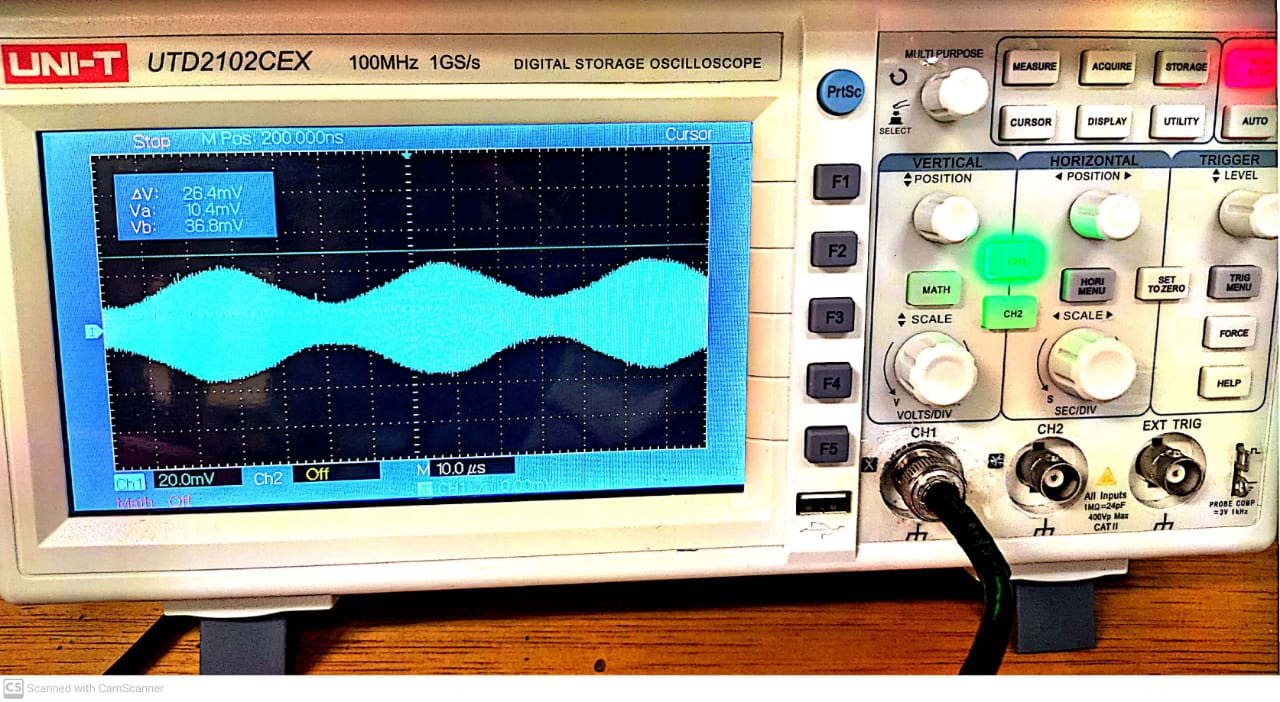 UNI-T UTD2102CEX 100MHz 1GS/s DIGITAL STORAGE OSCILLOSCOPE
Stop M Pos: 200.000ns Cursor
ΔV: 26.4mV
Va: 10.4mV
Vb: 36.8mV
1
Ch1 20.0mV Ch2 Off M 10.0 μs
CH1 / 0.00mV
Math Off
PrtSc
F1
F2
F3
F4
F5
MULTI PURPOSE
SELECT
MEASURE ACQUIRE STORAGE RUN
STOP
CURSOR DISPLAY UTILITY AUTO
VERTICAL HORIZONTAL TRIGGER
POSITION ◄ POSITION ► LEVEL
CH1
MATH HORI
MENU SET
TO ZERO TRIG
MENU
CH2
SCALE ◄ SCALE ► FORCE
HELP
V S
VOLTS/DIV SEC/DIV
CH1 CH2 EXT TRIG
X
All Inputs
1MΩ=24pF
400Vp Max
CAT II
PROBE COMP
≈3V 1kHz
CS Scanned with CamScanner